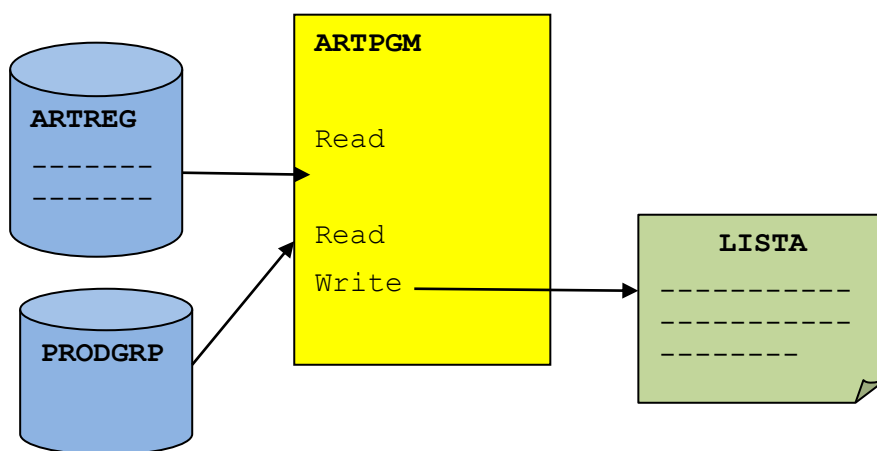 ARTPGM
ARTREG
-------
-------
Read
Read
Write
LISTA
-----------
-----------
--------
PRODGRP